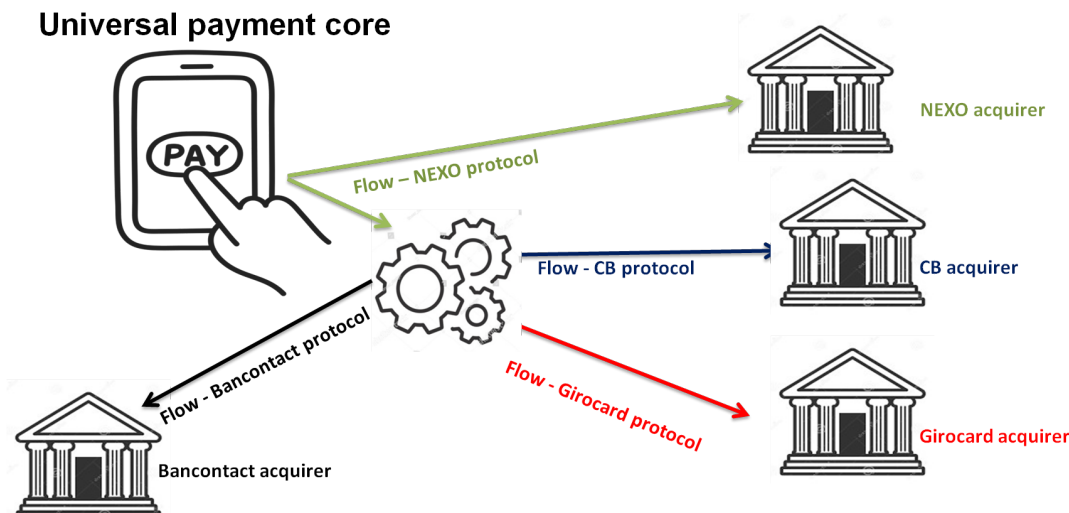 Universal payment core
PAY
NEXO acquirer
Flow – NEXO protocol
Flow - CB protocol
CB acquirer
Flow - Bancontact protocol
Flow - Girocard protocol
Girocard acquirer
Bancontact acquirer